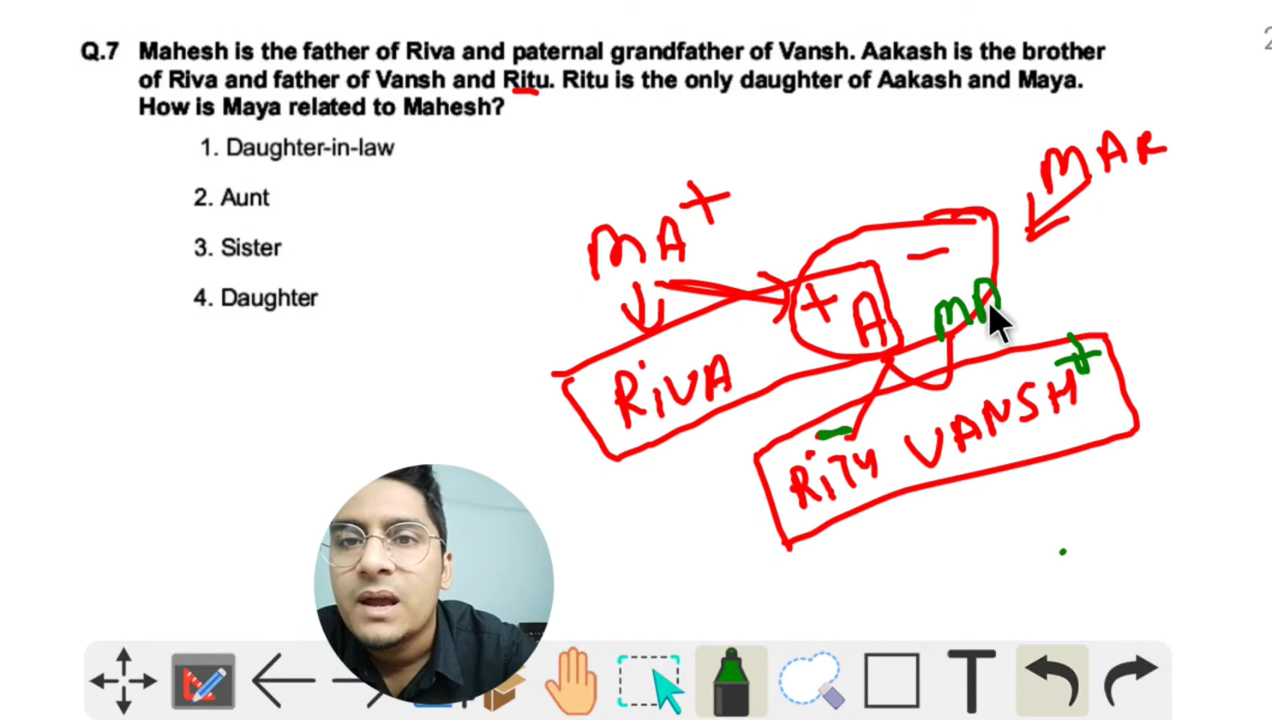 Q.7 Mahesh is the father of Riva and paternal grandfather of Vansh. Aakash is the brother
of Riva and father of Vansh and Ritu. Ritu is the only daughter of Aakash and Maya.
How is Maya related to Mahesh?
1. Daughter-in-law
2. Aunt
3. Sister
4. Daughter
MAR
MA+
-
+ A
MA
RiVA
+
-
RiTU VANSH
T